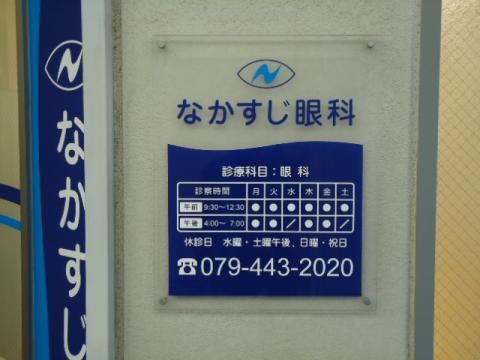 なかすじ
なかすじ眼科
診療科目：眼 科
診察時間 月 火 水 木 金 土
午前 9:30〜12:30 ● ● ● ● ● ●
午後 4:00〜 7:00 ● ● ／ ● ● ／
休診日 水曜・土曜午後、日曜・祝日
☎079-443-2020